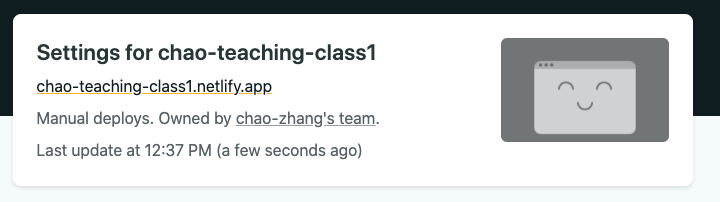 Settings for chao-teaching-class1
chao-teaching-class1.netlify.app
Manual deploys. Owned by chao-zhang's team.
Last update at 12:37 PM (a few seconds ago)